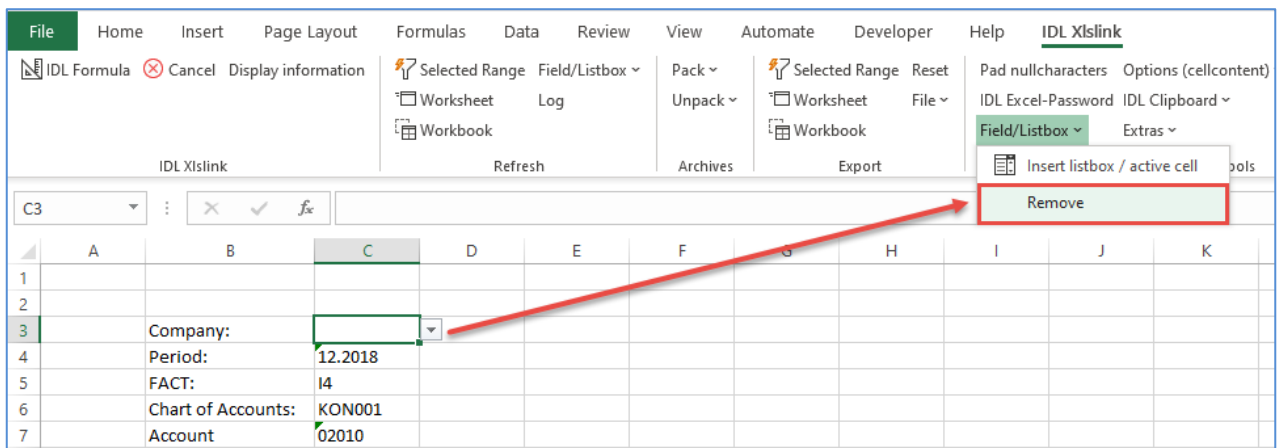 File Home Insert Page Layout Formulas Data Review View Automate Developer Help IDL Xlslink
IDL Formula Cancel Display information Selected Range Field/Listbox Pack Selected Range Reset Pad nullcharacters Options (cellcontent)
Worksheet Log Unpack Worksheet File IDL Excel-Password IDL Clipboard
Workbook Workbook Field/Listbox Extras
IDL Xlslink Refresh Archives Export ools
Insert listbox / active cell
Remove
C3 fx
A B C D E F G H I J K
1
2
3 Company:
4 Period: 12.2018
5 FACT: I4
6 Chart of Accounts: KON001
7 Account 02010